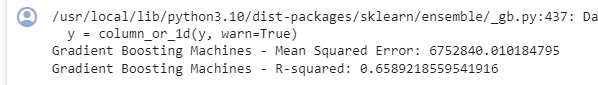 /usr/local/lib/python3.10/dist-packages/sklearn/ensemble/_gb.py:437: Da
y = column_or_1d(y, warn=True)
Gradient Boosting Machines - Mean Squared Error: 6752840.010184795
Gradient Boosting Machines - R-squared: 0.6589218559541916